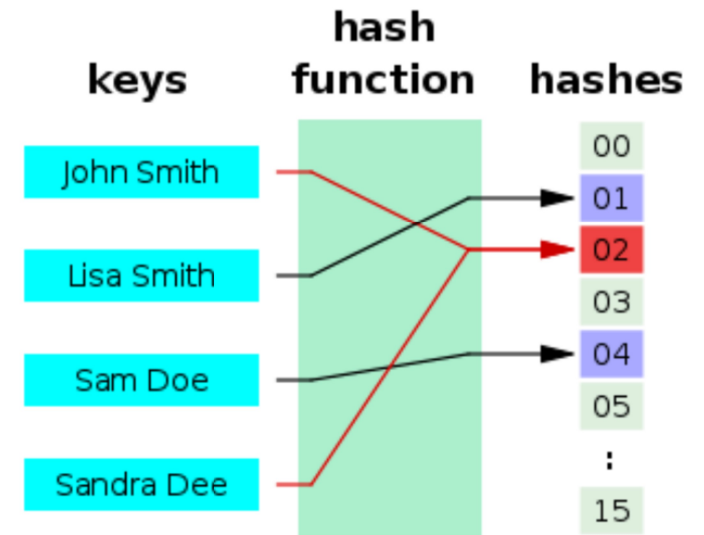 hash
keys function hashes
John Smith
Lisa Smith
Sam Doe
Sandra Dee
00
01
02
03
04
05
:
15